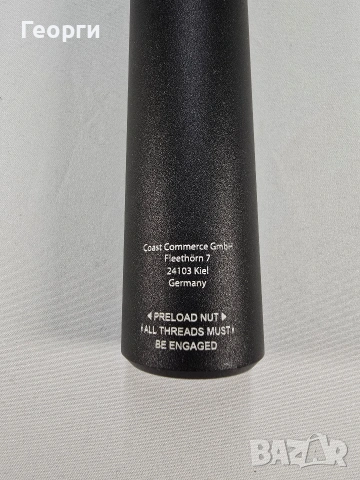 Георги
Coast Commerce GmbH
Fleethörn 7
24103 Kiel
Germany
PRELOAD NUT
ALL THREADS MUST
BE ENGAGED
BAZAR